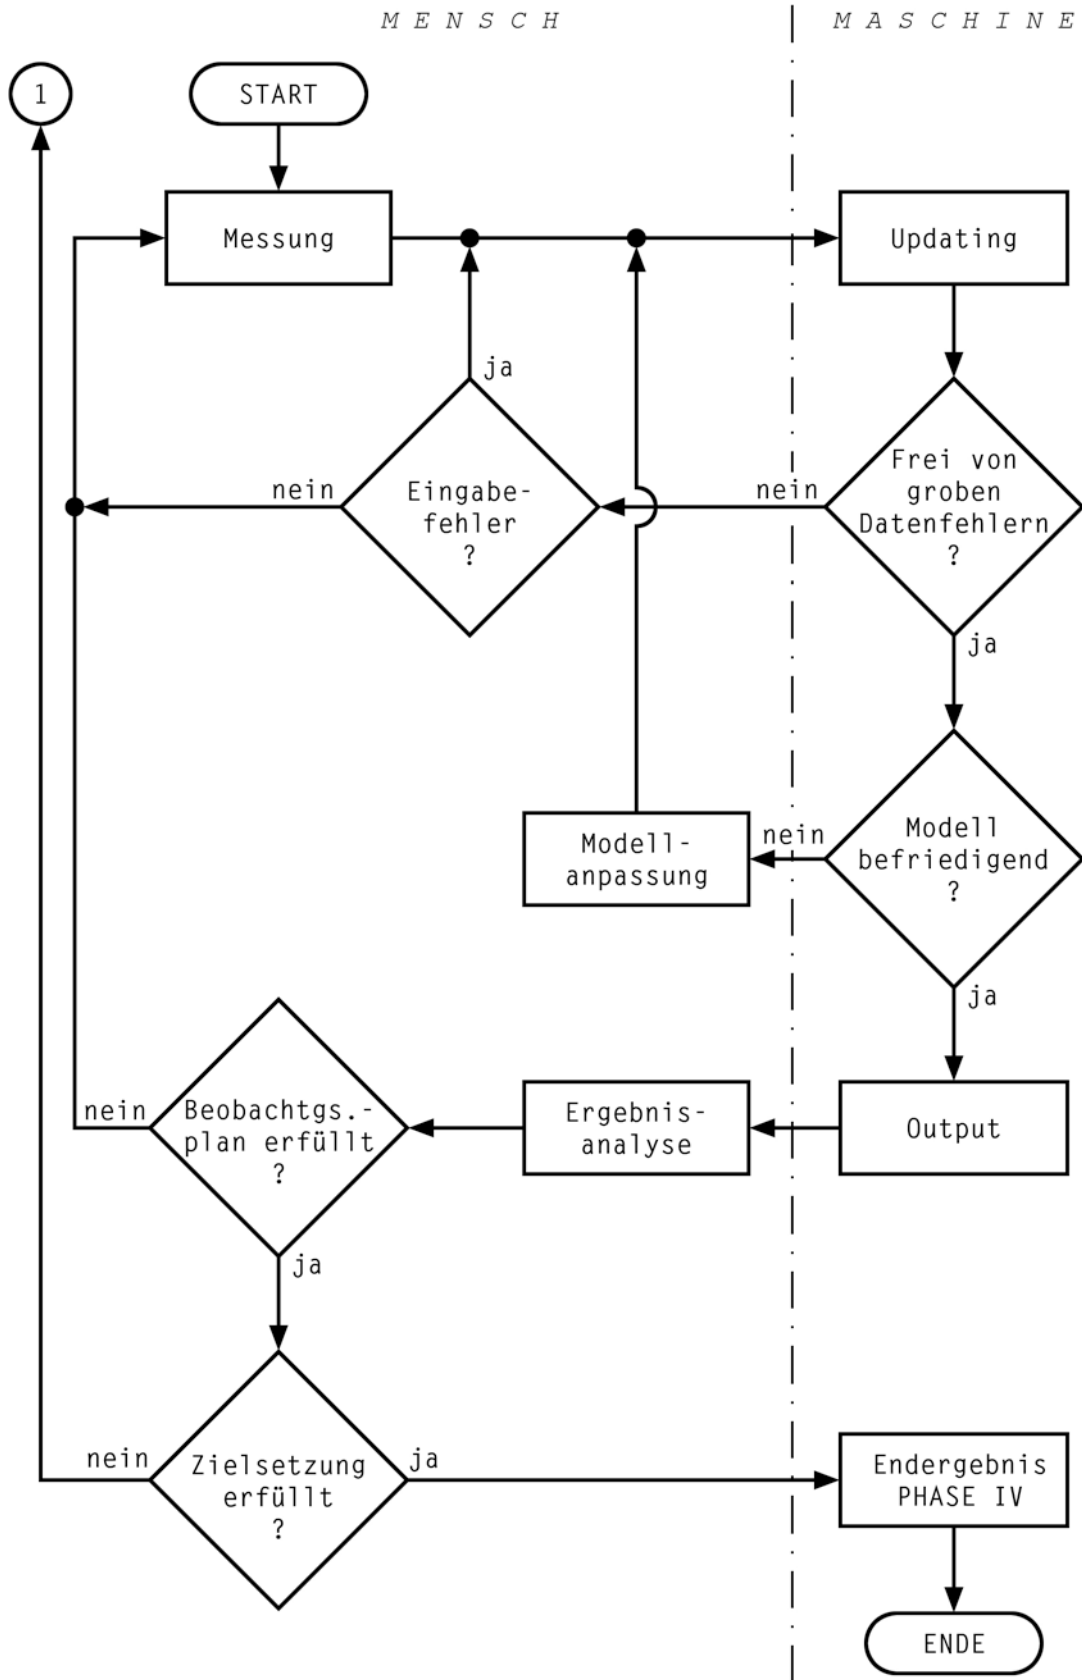 MENSCH
MASCHINE
1
START
Messung
Updating
ja
nein
Eingabe-
fehler
?
nein
Frei von
groben
Datenfehlern
?
ja
Modell-
anpassung
nein
Modell
befriedigend
?
ja
nein
Beobachtgs.-
plan erfüllt
?
Ergebnis-
analyse
Output
ja
nein
Zielsetzung
erfüllt
?
ja
Endergebnis
PHASE IV
ENDE